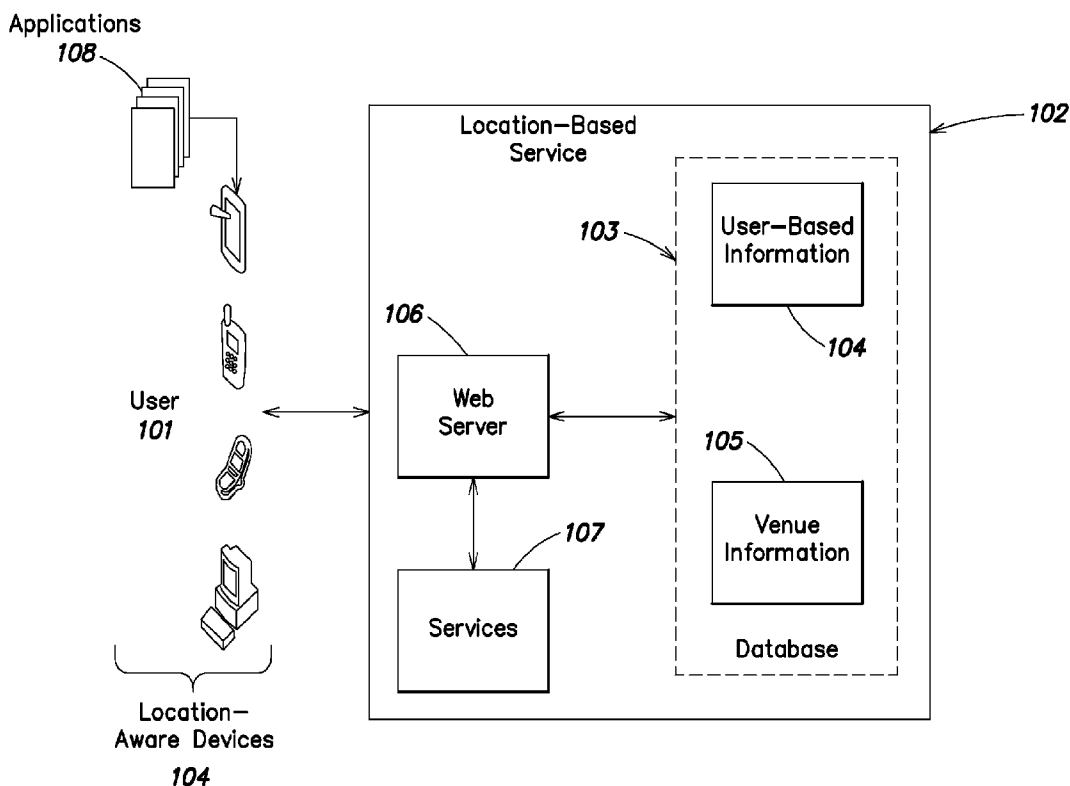 Applications
108
102
Location-Based
Service
103
User-Based
Information
104
106
Web
Server
User
101
105
Venue
Information
107
Services
Database
Location-
Aware Devices
104